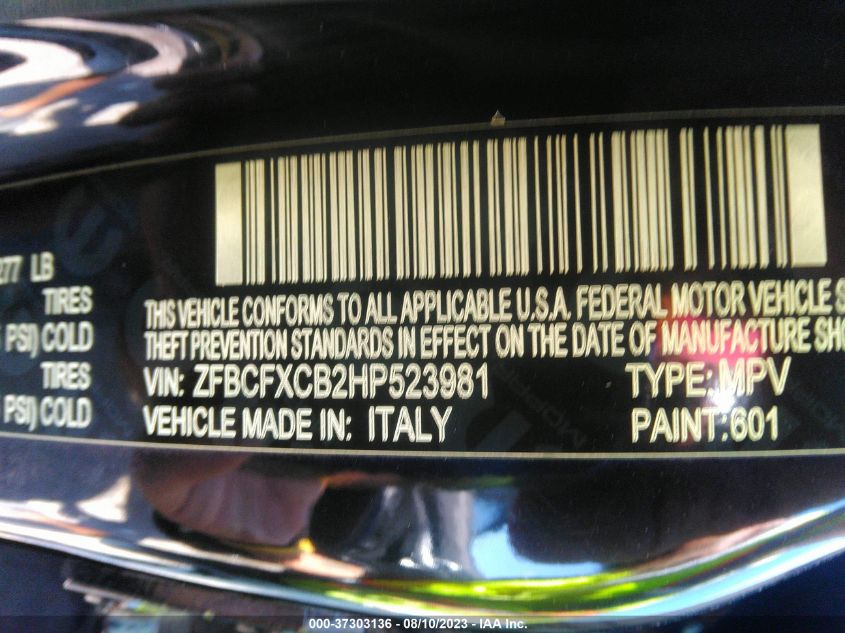 277 LB
TIRES
PSI) COLD
TIRES
PSI) COLD
THIS VEHICLE CONFORMS TO ALL APPLICABLE U.S.A. FEDERAL MOTOR VEHICLE S
THEFT PREVENTION STANDARDS IN EFFECT ON THE DATE OF MANUFACTURE SHO
VIN: ZFBCFXCB2HP523981 TYPE: MPV
VEHICLE MADE IN: ITALY PAINT:601
000-37303136 - 08/10/2023 - IAA Inc.